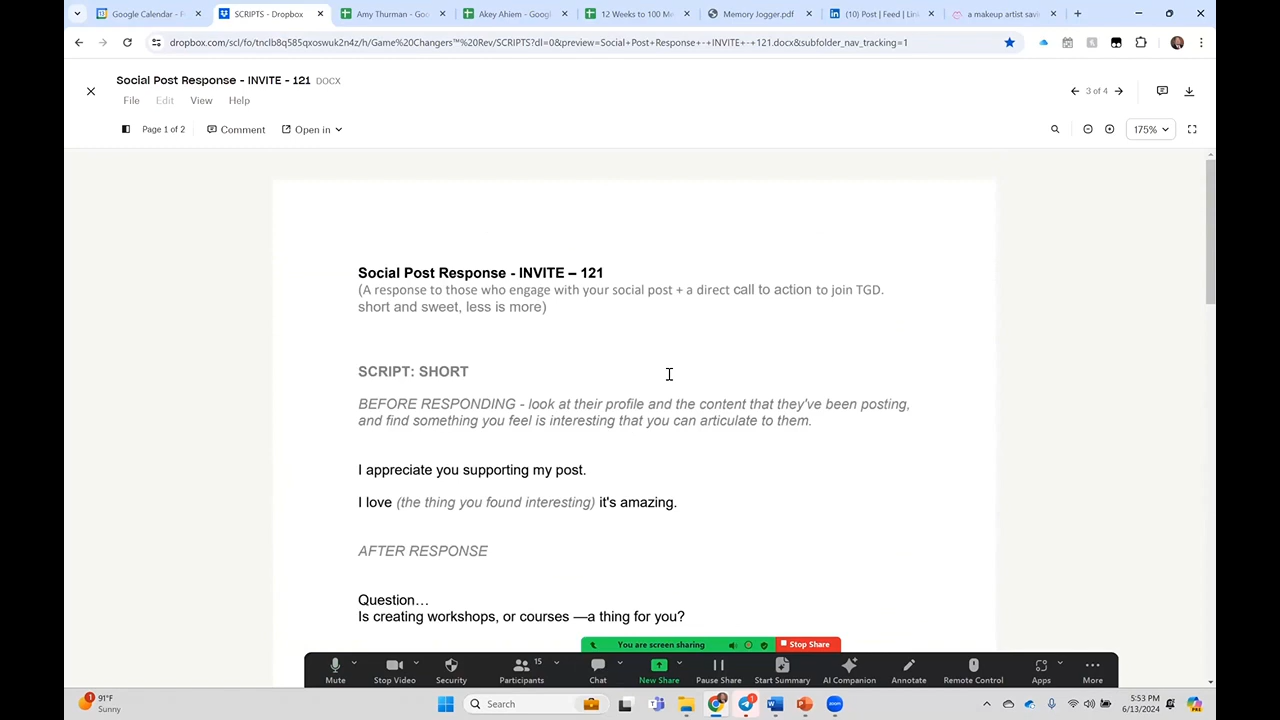 Google Calendar - F
SCRIPTS - Dropbox
Amy Thurman - Goo
Akey Ahiem - Googl
12 Weeks to 100 Me
Memory Jogger.pdf
(10) Post | Feed | Link
a makeup artist savi
dropbox.com/scl/fo/tnclb8q585qxoswuk2n4z/h/Game%20Changers™%20Rev/SCRIPTS?dl=0&preview=Social+Post+Response+-+INVITE+-+121.docx&subfolder_nav_tracking=1
Social Post Response - INVITE - 121 DOCX
File Edit View Help
3 of 4
Page 1 of 2 Comment Open in
175%
Social Post Response - INVITE – 121
(A response to those who engage with your social post + a direct call to action to join TGD.
short and sweet, less is more)
SCRIPT: SHORT
BEFORE RESPONDING - look at their profile and the content that they've been posting,
and find something you feel is interesting that you can articulate to them.
I appreciate you supporting my post.
I love (the thing you found interesting) it's amazing.
AFTER RESPONSE
Question…
Is creating workshops, or courses —a thing for you?
You are screen sharing Stop Share
15
Mute Stop Video Security Participants Chat New Share Pause Share Start Summary AI Companion Annotate Remote Control Apps More
1
91°F
Sunny
Search
5:53 PM
6/13/2024